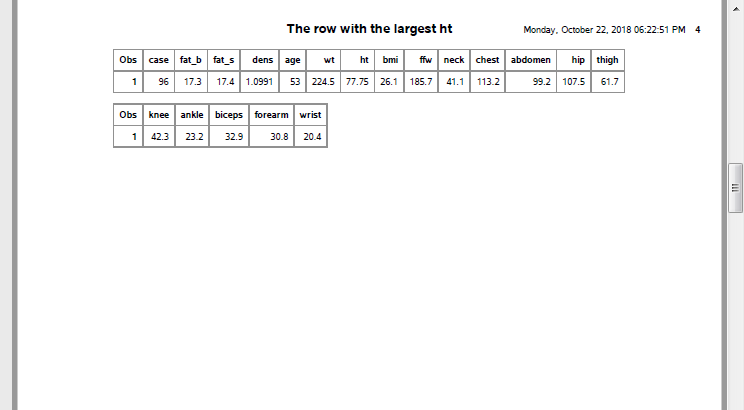 The row with the largest ht Monday, October 22, 2018 06:22:51 PM 4
Obs case fat_b fat_s dens age wt ht bmi ffw neck chest abdomen hip thigh
1 96 17.3 17.4 1.0991 53 224.5 77.75 26.1 185.7 41.1 113.2 99.2 107.5 61.7
Obs knee ankle biceps forearm wrist
1 42.3 23.2 32.9 30.8 20.4